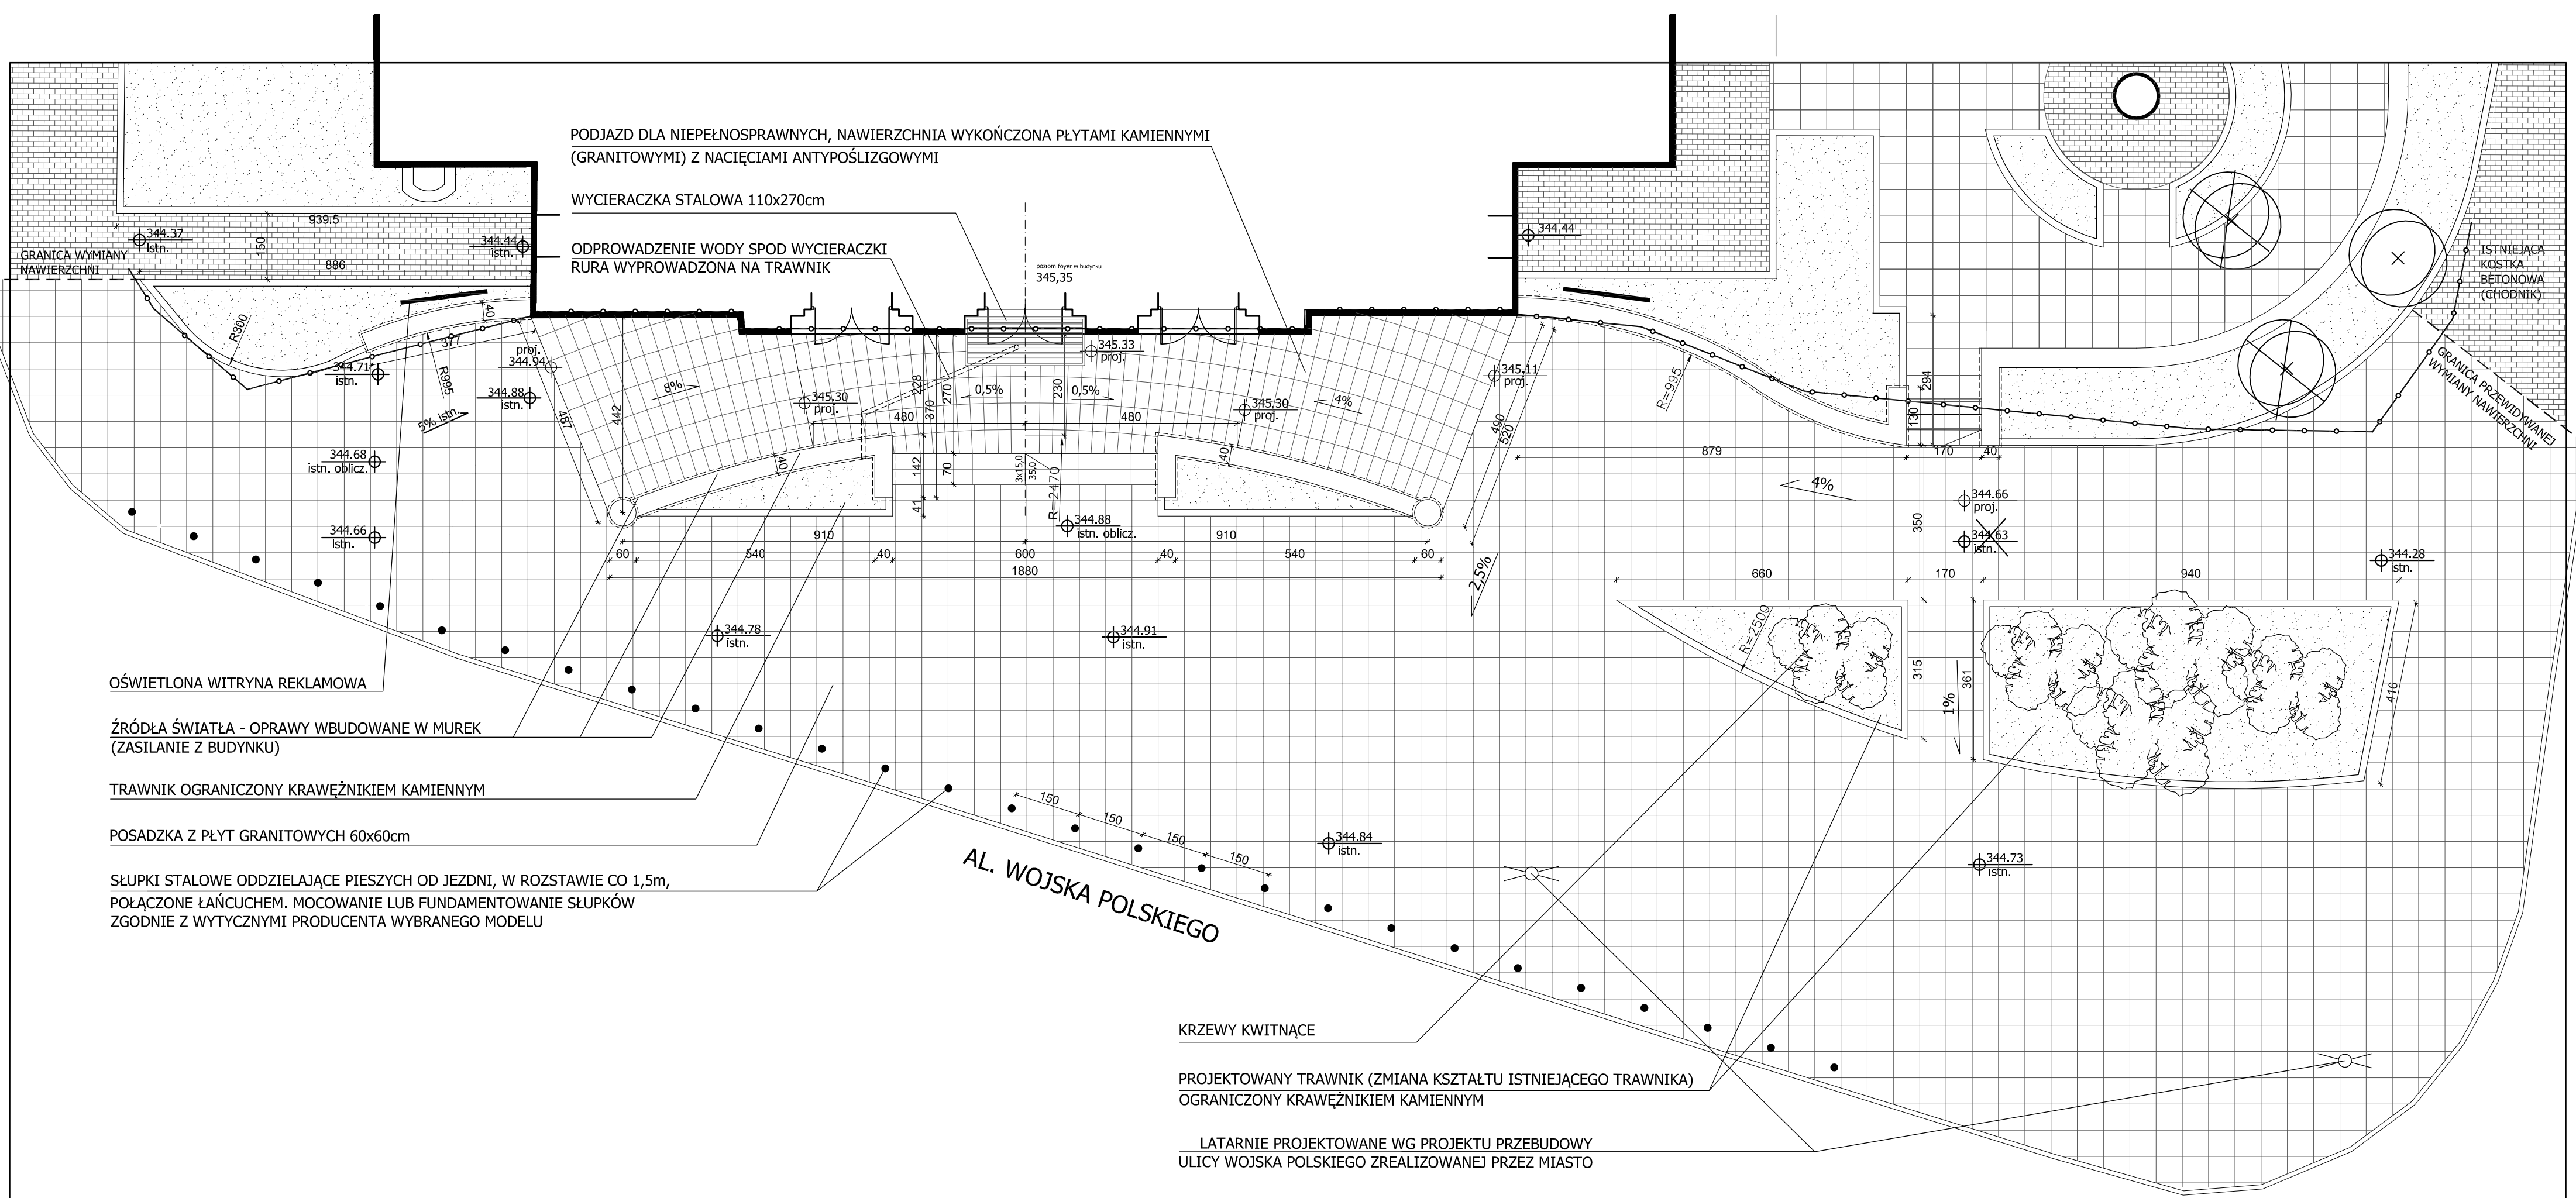 PODJAZD DLA NIEPEŁNOSPRAWNYCH, NAWIERZCHNIA WYKOŃCZONA PŁYTAMI KAMIENNYMI
(GRANITOWYMI) Z NACIĘCIAMI ANTYPOŚLIZGOWYMI
WYCIERACZKA STALOWA 110x270cm
ODPROWADZENIE WODY SPOD WYCIERACZKI
RURA WYPROWADZONA NA TRAWNIK
poziom foyer w budynku
345,35
939.5
344.37
istn.
150
344.44
istn.
886
GRANICA WYMIANY
NAWIERZCHNI
344.44
ISTNIEJĄCA
KOSTKA
BETONOWA
(CHODNIK)
GRANICA PRZEWIDYWANEJ
WYMIANY NAWIERZCHNI
R300
40
377
R995
344.71
istn.
proj.
344.94
344.88
istn.
5% istn.
487
442
8%
345.30
proj.
480
228
370
270
0,5%
230
0,5%
345.33
proj.
480
345.30
proj.
4%
345.11
proj.
490
520
R=995
294
130
879
170
40
344.68
istn. oblicz.
344.66
istn.
40
142
70
41
3x15,0
35,0
R=2470
40
344.88
istn. oblicz.
910
910
60
540
40
600
40
540
60
1880
2,5%
4%
350
344.66
proj.
344.63
istn.
344.28
istn.
660
170
940
R=2500
315
361
1%
416
344.78
istn.
344.91
istn.
OŚWIETLONA WITRYNA REKLAMOWA
ŹRÓDŁA ŚWIATŁA - OPRAWY WBUDOWANE W MUREK
(ZASILANIE Z BUDYNKU)
TRAWNIK OGRANICZONY KRAWĘŻNIKIEM KAMIENNYM
POSADZKA Z PŁYT GRANITOWYCH 60x60cm
SŁUPKI STALOWE ODDZIELAJĄCE PIESZYCH OD JEZDNI, W ROZSTAWIE CO 1,5m,
POŁĄCZONE ŁAŃCUCHEM. MOCOWANIE LUB FUNDAMENTOWANIE SŁUPKÓW
ZGODNIE Z WYTYCZNYMI PRODUCENTA WYBRANEGO MODELU
150
150
150
150
344.84
istn.
344.73
istn.
AL. WOJSKA POLSKIEGO
KRZEWY KWITNĄCE
PROJEKTOWANY TRAWNIK (ZMIANA KSZTAŁTU ISTNIEJĄCEGO TRAWNIKA)
OGRANICZONY KRAWĘŻNIKIEM KAMIENNYM
LATARNIE PROJEKTOWANE WG PROJEKTU PRZEBUDOWY
ULICY WOJSKA POLSKIEGO ZREALIZOWANEJ PRZEZ MIASTO